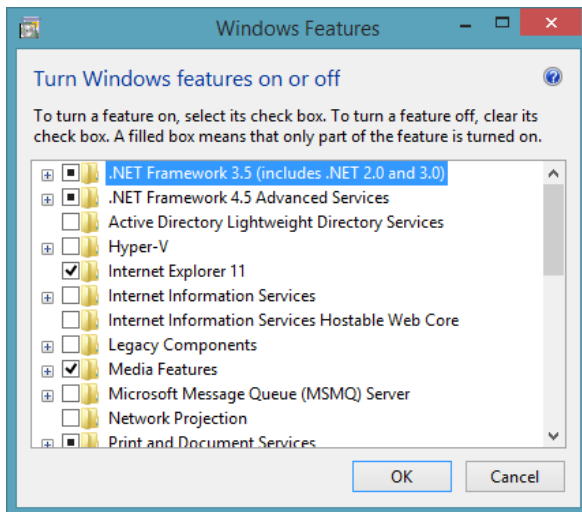 Windows Features
Turn Windows features on or off
To turn a feature on, select its check box. To turn a feature off, clear its
check box. A filled box means that only part of the feature is turned on.
.NET Framework 3.5 (includes .NET 2.0 and 3.0)
.NET Framework 4.5 Advanced Services
Active Directory Lightweight Directory Services
Hyper-V
Internet Explorer 11
Internet Information Services
Internet Information Services Hostable Web Core
Legacy Components
Media Features
Microsoft Message Queue (MSMQ) Server
Network Projection
Print and Document Services
OK Cancel